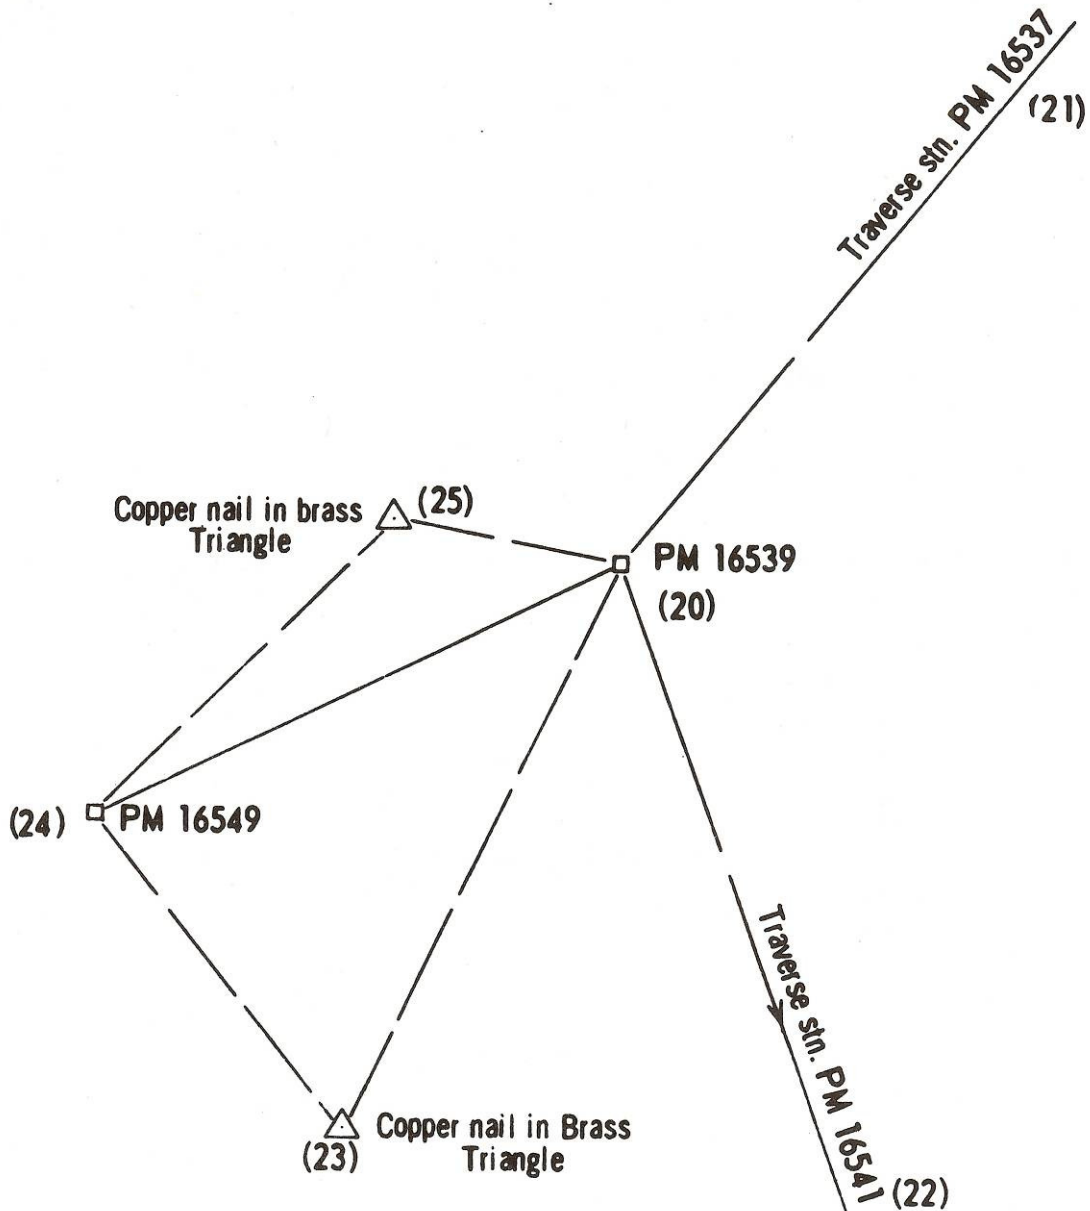 Traverse stn. PM 16537
(21)
Copper nail in brass
Triangle
(25)
PM 16539
(20)
(24)
PM 16549
Traverse stn. PM 16541
(22)
Copper nail in Brass
Triangle
(23)